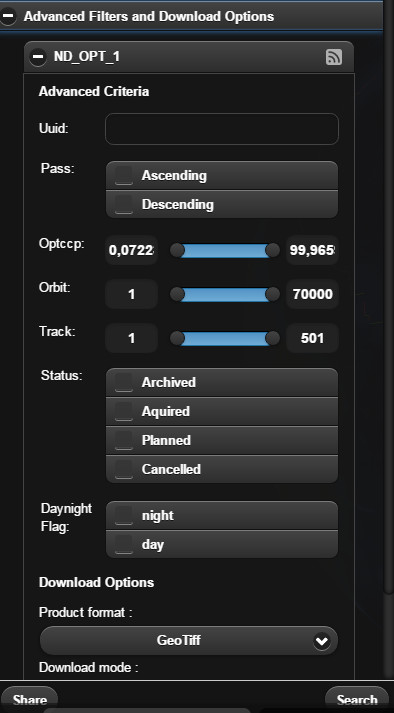 Advanced Filters and Download Options
ND_OPT_1
Advanced Criteria
Uuid:
Pass:
Ascending
Descending
Optccp: 0,0722 99,965
Orbit: 1 70000
Track: 1 501
Status:
Archived
Aquired
Planned
Cancelled
Daynight
Flag:
night
day
Download Options
Product format :
GeoTiff
Download mode :
Share Search